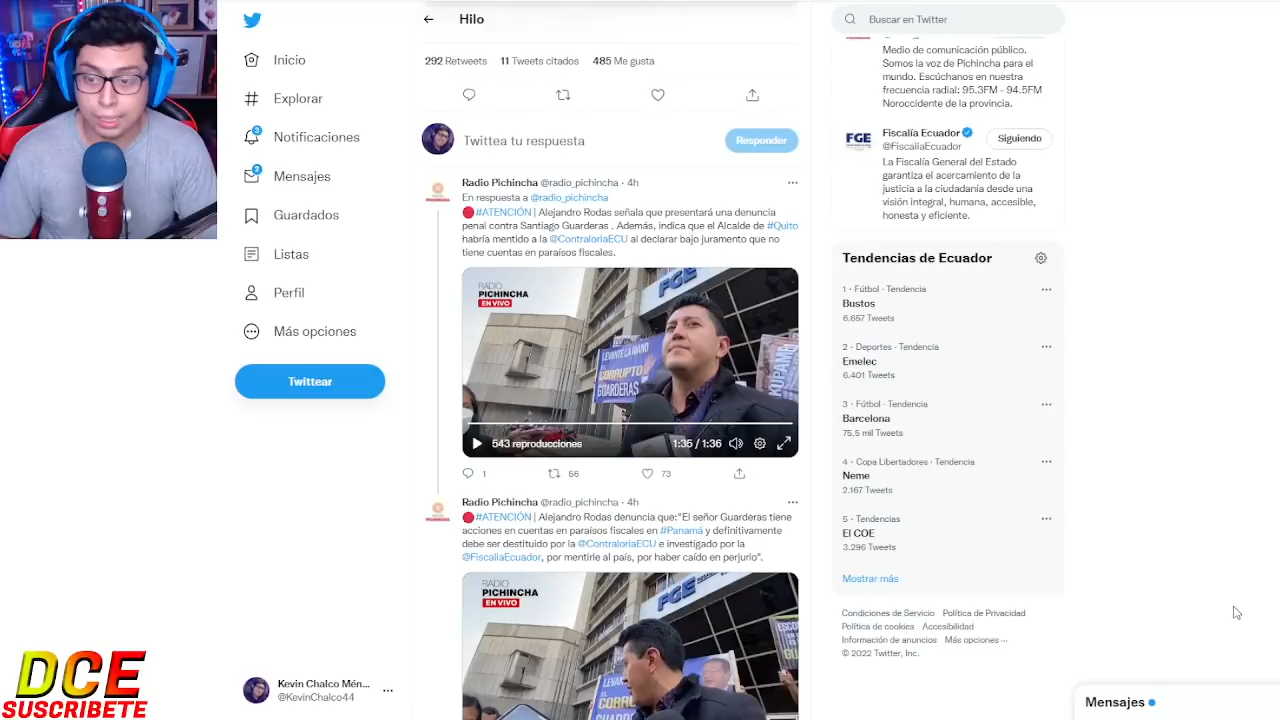 Hilo
Buscar en Twitter
Inicio
Explorar
3
Notificaciones
2
Mensajes
Guardados
Listas
Perfil
Más opciones
Twittear
292 Retweets 11 Tweets citados 485 Me gusta
Twittea tu respuesta
Responder
Radio Pichincha @radio_pichincha · 4h
En respuesta a @radio_pichincha
#ATENCIÓN | Alejandro Rodas señala que presentará una denuncia
penal contra Santiago Guarderas . Además, indica que el Alcalde de #Quito
habría mentido a la @ContraloriaECU al declarar bajo juramento que no
tiene cuentas en paraísos fiscales.
RADIO
PICHINCHA
EN VIVO
FGE
LEVANTE LA MANO
CORRUPTO
GUARDERAS
543 reproducciones
1:35 / 1:36
1 56 73
Radio Pichincha @radio_pichincha · 4h
#ATENCIÓN | Alejandro Rodas denuncia que:"El señor Guarderas tiene
acciones en cuentas en paraísos fiscales en #Panamá y definitivamente
debe ser destituido por la @ContraloriaECU e investigado por la
@FiscaliaEcuador, por mentirle al país, por haber caído en perjurio".
RADIO
PICHINCHA
EN VIVO
FGE
Medio de comunicación público.
Somos la voz de Pichincha para el
mundo. Escúchanos en nuestra
frecuencia radial: 95.3FM - 94.5FM
Noroccidente de la provincia.
FGE
Fiscalía Ecuador
@FiscaliaEcuador
Siguiendo
La Fiscalía General del Estado
garantiza el acercamiento de la
justicia a la ciudadanía desde una
visión integral, humana, accesible,
honesta y eficiente.
Tendencias de Ecuador
1 · Fútbol · Tendencia
Bustos
6.657 Tweets
2 · Deportes · Tendencia
Emelec
6.401 Tweets
3 · Fútbol · Tendencia
Barcelona
75,5 mil Tweets
4 · Copa Libertadores · Tendencia
Neme
2.167 Tweets
5 · Tendencias
El COE
3.296 Tweets
Mostrar más
Condiciones de Servicio Política de Privacidad
Política de cookies Accesibilidad
Información de anuncios Más opciones ···
© 2022 Twitter, Inc.
Kevin Chalco Mén...
@KevinChalco44
DCE
SUSCRIBETE
Mensajes